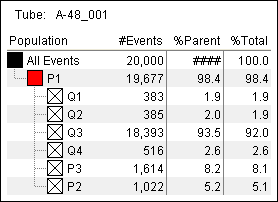 Tube: A-48_001
Population #Events %Parent %Total
All Events 20,000 #### 100.0
P1 19,677 98.4 98.4
Q1 383 1.9 1.9
Q2 385 2.0 1.9
Q3 18,393 93.5 92.0
Q4 516 2.6 2.6
P3 1,614 8.2 8.1
P2 1,022 5.2 5.1